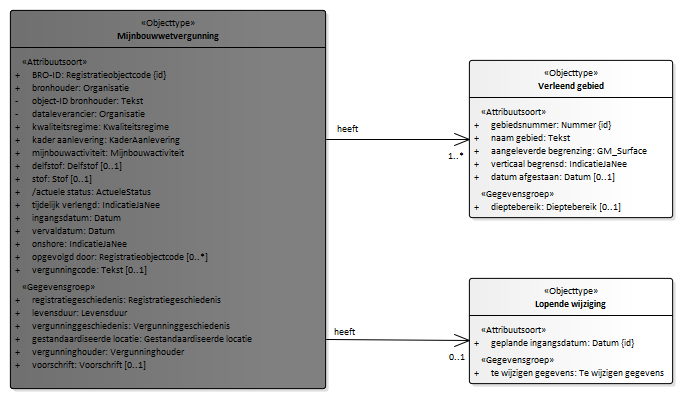 «Objecttype»
Mijnbouwwetvergunning
«Attribuutsoort»
+ BRO-ID: Registratieobjectcode {id}
+ bronhouder: Organisatie
- object-ID bronhouder: Tekst
- dataleverancier: Organisatie
+ kwaliteitsregime: Kwaliteitsregime
+ kader aanlevering: KaderAanlevering
+ mijnbouwactiviteit: Mijnbouwactiviteit
+ delfstof: Delfstof [0..1]
+ stof: Stof [0..1]
+ /actuele status: ActueleStatus
+ tijdelijk verlengd: IndicatieJaNee
+ ingangsdatum: Datum
+ vervaldatum: Datum
+ onshore: IndicatieJaNee
+ opgevolgd door: Registratieobjectcode [0..*]
+ vergunningcode: Tekst [0..1]
«Gegevensgroep»
+ registratiegeschiedenis: Registratiegeschiedenis
+ levensduur: Levensduur
+ vergunninggeschiedenis: Vergunninggeschiedenis
+ gestandaardiseerde locatie: Gestandaardiseerde locatie
+ vergunninghouder: Vergunninghouder
+ voorschrift: Voorschrift [0..1]
heeft
1..*
«Objecttype»
Verleend gebied
«Attribuutsoort»
+ gebiedsnummer: Nummer {id}
+ naam gebied: Tekst
+ aangeleverde begrenzing: GM_Surface
+ verticaal begrensd: IndicatieJaNee
+ datum afgestaan: Datum [0..1]
«Gegevensgroep»
+ dieptebereik: Dieptebereik [0..1]
heeft
0..1
«Objecttype»
Lopende wijziging
«Attribuutsoort»
+ geplande ingangsdatum: Datum {id}
«Gegevensgroep»
+ te wijzigen gegevens: Te wijzigen gegevens